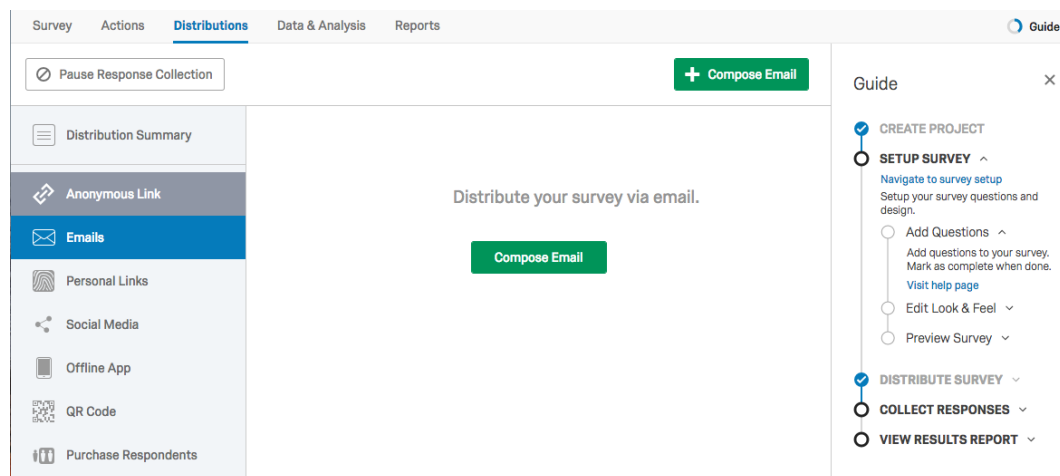 Survey Actions Distributions Data & Analysis Reports Guide
Pause Response Collection
Compose Email
Distribution Summary
Anonymous Link
Emails
Personal Links
Social Media
Offline App
QR Code
Purchase Respondents
Distribute your survey via email.
Compose Email
Guide
CREATE PROJECT
SETUP SURVEY
Navigate to survey setup
Setup your survey questions and
design.
Add Questions
Add questions to your survey.
Mark as complete when done.
Visit help page
Edit Look & Feel
Preview Survey
DISTRIBUTE SURVEY
COLLECT RESPONSES
VIEW RESULTS REPORT